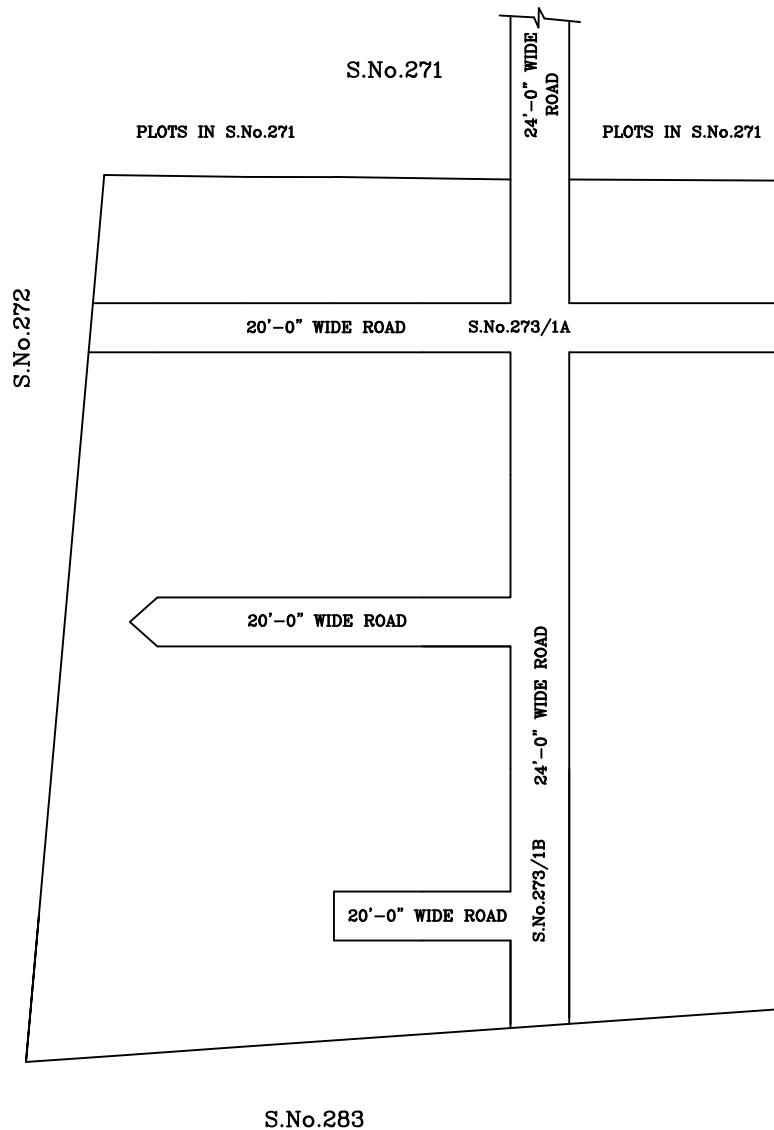 S.No.271
24'-0" WIDE
ROAD
PLOTS IN S.No.271
PLOTS IN S.No.271
S.No.272
20'-0" WIDE ROAD
S.No.273/1A
20'-0" WIDE ROAD
24'-0" WIDE ROAD
S.No.273/1B
20'-0" WIDE ROAD
S.No.283